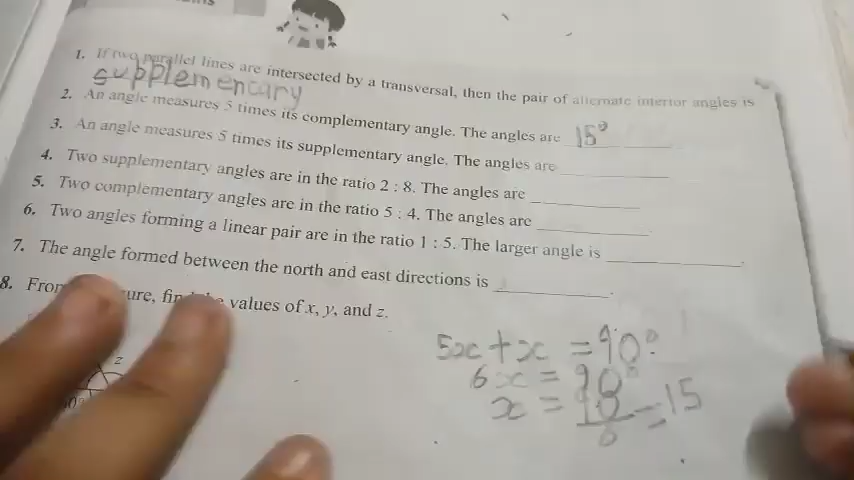 1. If two parallel lines are intersected by a transversal, then the pair of alternate interior angles is
supplemencary
2. An angle measures 5 times its complementary angle. The angles are 15°
3. An angle measures 5 times its supplementary angle. The angles are
4. Two supplementary angles are in the ratio 2 : 8. The angles are
5. Two complementary angles are in the ratio 5 : 4. The angles are
6. Two angles forming a linear pair are in the ratio 1 : 5. The larger angle is
7. The angle formed between the north and east directions is
8. values of x, y, and z.
z
5x + x = 90°
6x = 90°
x = 90/6 = 15